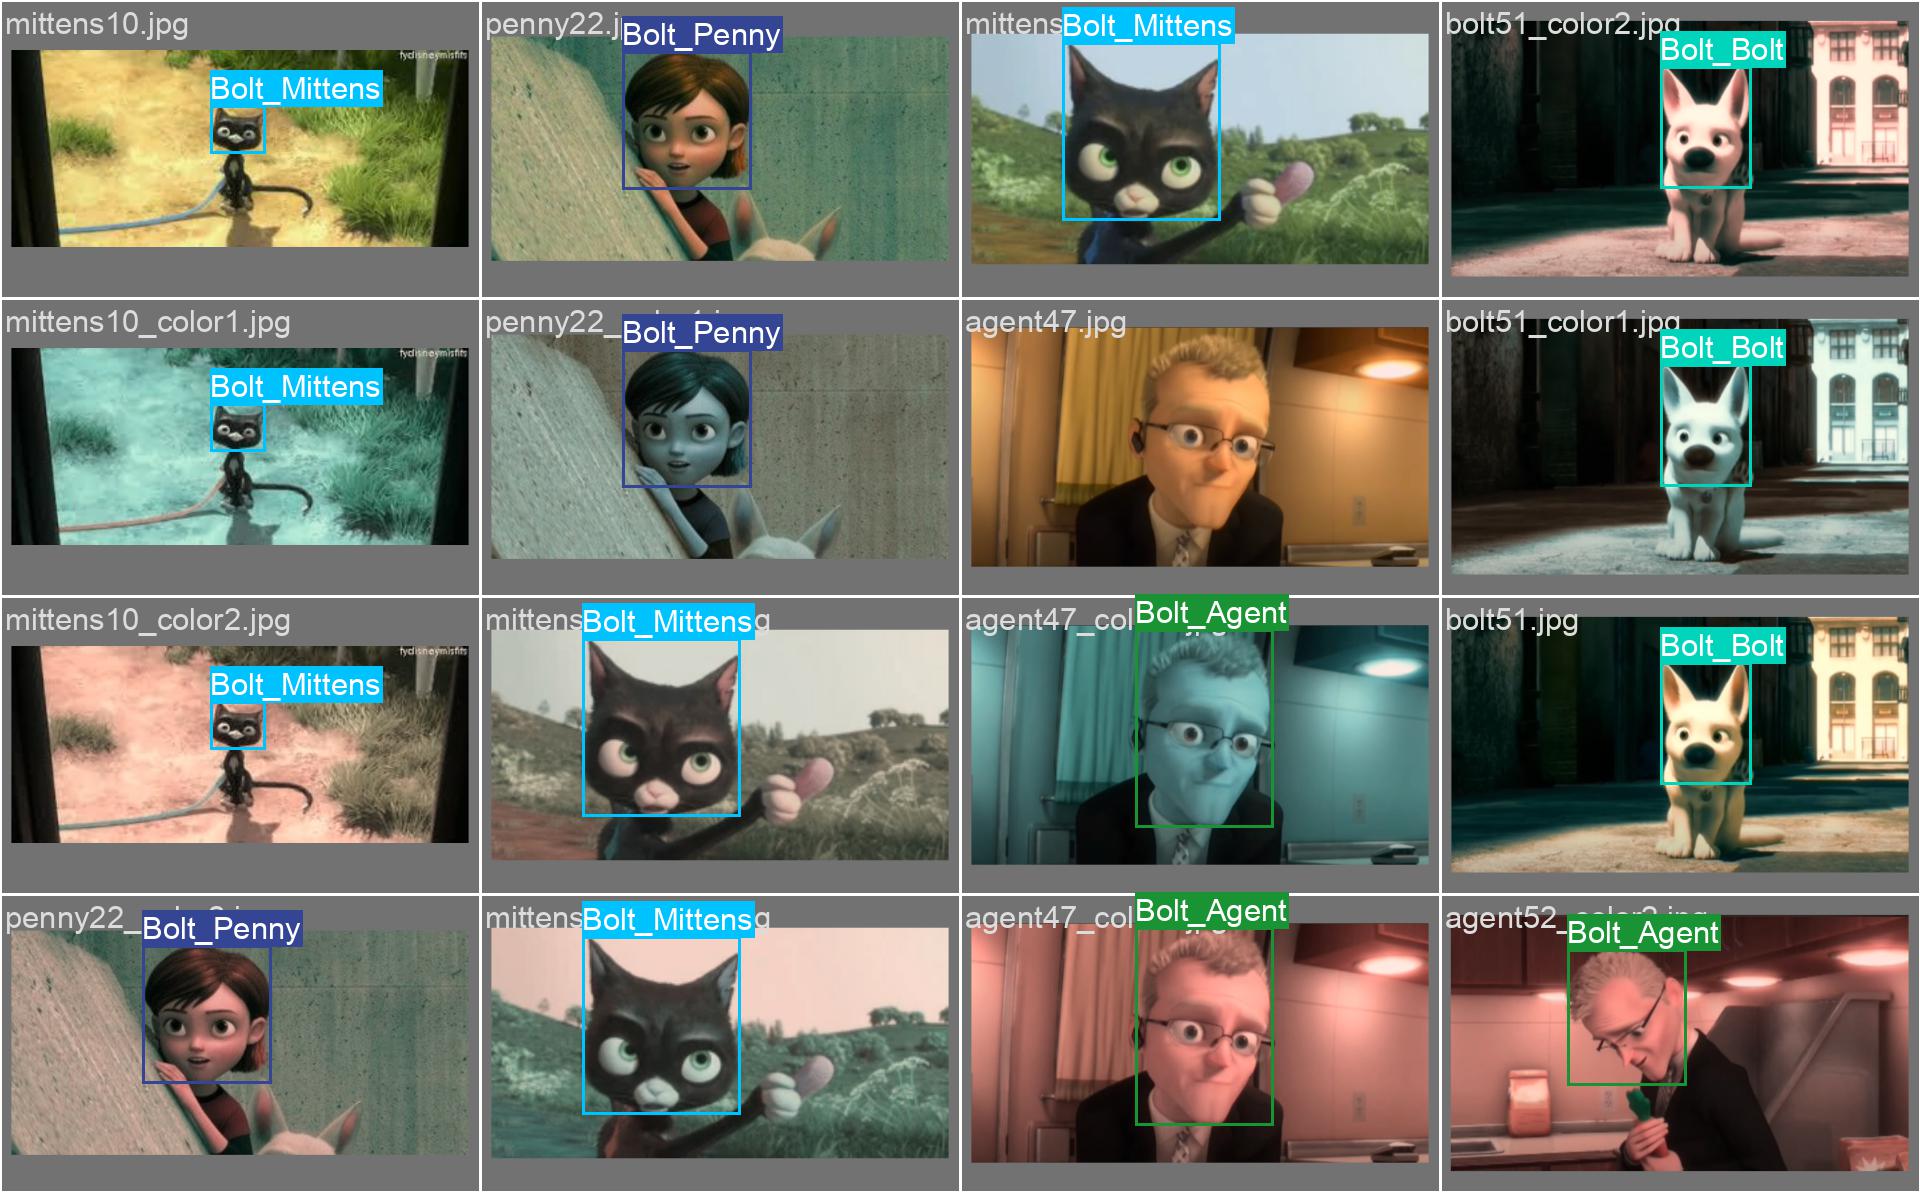 mittens10.jpg
fydisneymisfits
Bolt_Mittens
penny22.j
Bolt_Penny
mittens
Bolt_Mittens
bolt51_color2.jpg
Bolt_Bolt
mittens10_color1.jpg
fydisneymisfits
Bolt_Mittens
penny22_
Bolt_Penny
agent47.jpg
bolt51_color1.jpg
Bolt_Bolt
mittens10_color2.jpg
fydisneymisfits
Bolt_Mittens
mittens
Bolt_Mittens
agent47_col
Bolt_Agent
bolt51.jpg
Bolt_Bolt
penny22_
Bolt_Penny
mittens
Bolt_Mittens
agent47_col
Bolt_Agent
agent52_color2.jpg
Bolt_Agent